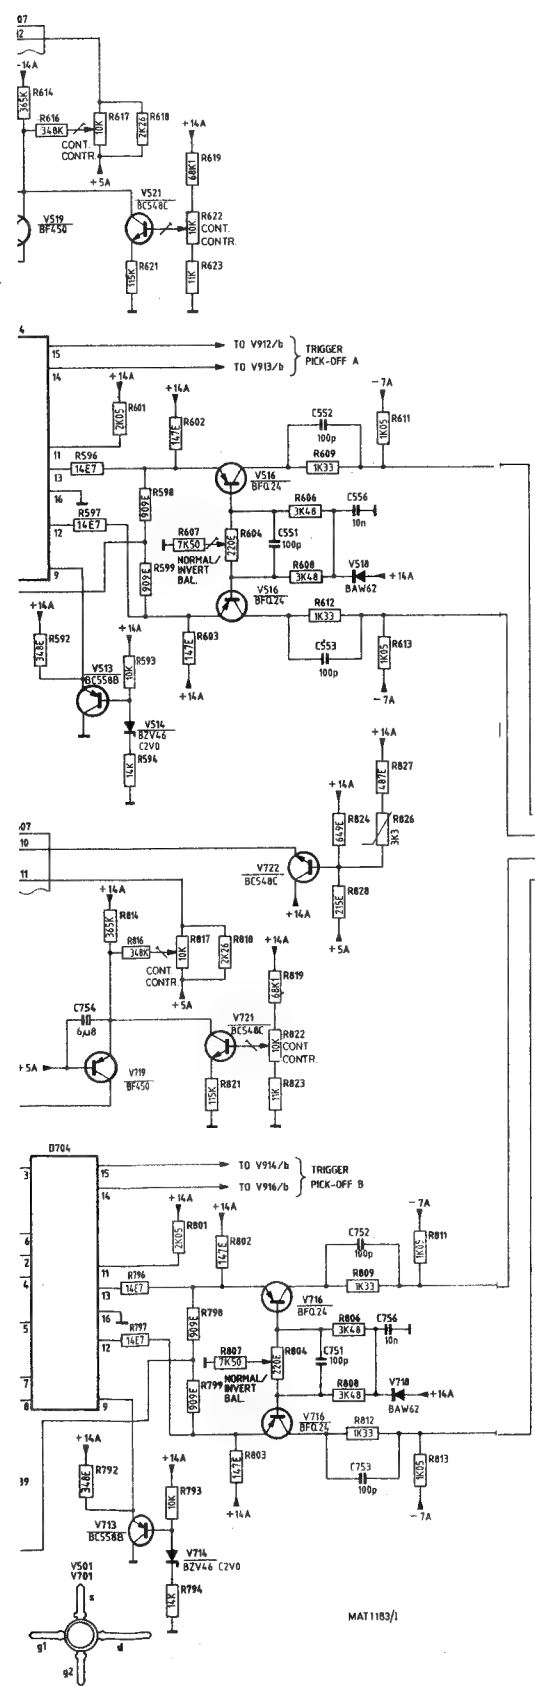 07
12
-14A
R614
365K
R616
348K
R617
10K
R618
2K26
CONT.
CONTR.
+5A
+14A
R619
68K1
V521
BC548C
V519
BF450
R622
10K
CONT.
CONTR.
R621
115K
R623
11K
4
15
TO V912/b
TRIGGER
PICK-OFF A
14
TO V913/b
+14A
R601
2K05
+14A
R602
147E
-7A
R611
1K05
C552
100p
11
R596
13
14E7
R609
1K33
V516
BFQ24
R598
909E
16
R597
12
14E7
R606
3K48
C556
10n
R607
7K50
R604
220E
C551
100p
NORMAL/
INVERT
BAL.
R599
909E
R608
3K48
V518
BAW62
+14A
9
V516
BFQ24
R612
1K33
C553
100p
+14A
R592
348E
+14A
R593
10K
R603
147E
+14A
R613
1K05
-7A
V513
BC558B
V514
BZV46
C2V0
R594
14K
+14A
R827
487E
+14A
R824
649E
R826
3K3
07
10
V722
BC548C
11
+14A
R828
215E
+5A
+14A
R814
365K
R816
348K
R817
10K
R818
2K26
CONT
CONTR.
+5A
+14A
R819
68K1
C754
6µ8
V721
BC548C
R822
10K
CONT
CONTR.
+5A
V719
BF450
R821
115K
R823
11K
D704
3
15
TO V914/b
TRIGGER
PICK-OFF B
14
TO V916/b
+14A
R801
2K05
+14A
R802
147E
-7A
R811
1K05
C752
100p
6
2
11
4
13
R796
14E7
R809
1K33
V716
BFQ24
R798
909E
16
5
R797
12
14E7
R806
3K48
C756
10n
R807
7K50
R804
220E
C751
100p
NORMAL/
INVERT
BAL.
R799
909E
7
R808
3K48
V718
BAW62
+14A
8
9
V716
BFQ24
R812
1K33
C753
100p
+14A
R792
348E
+14A
R793
10K
R803
147E
+14A
R813
1K05
-7A
39
V713
BC558B
V714
BZV46 C2V0
R794
14K
V501
V701
s
g1
d
g2
MAT1183/1